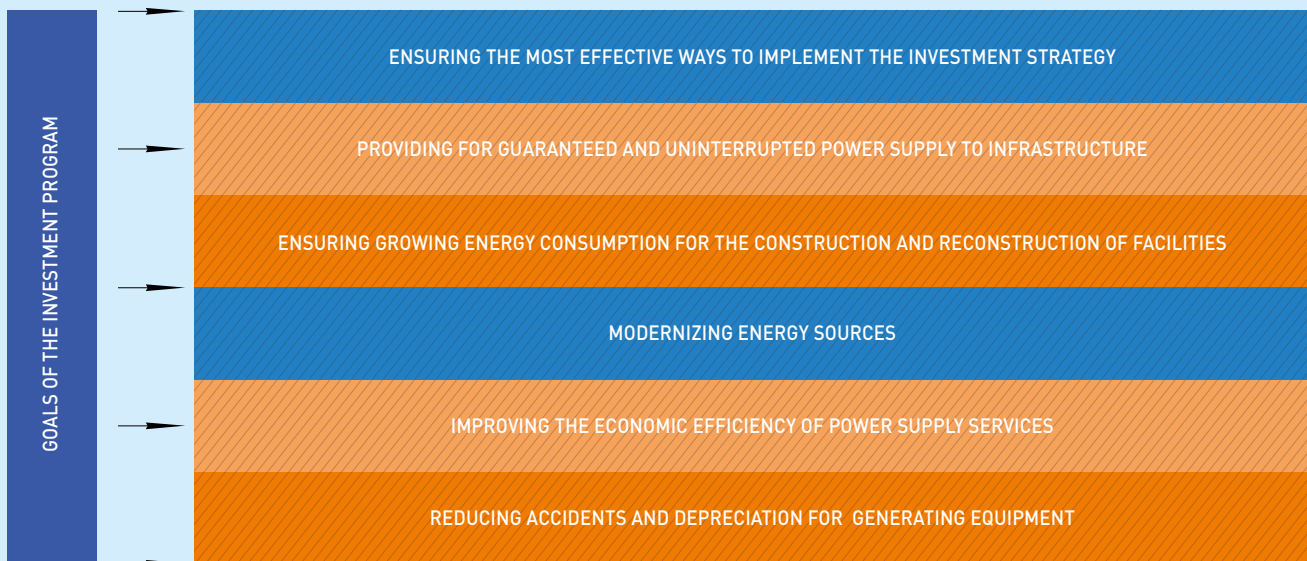 GOALS OF THE INVESTMENT PROGRAM
ENSURING THE MOST EFFECTIVE WAYS TO IMPLEMENT THE INVESTMENT STRATEGY
PROVIDING FOR GUARANTEED AND UNINTERRUPTED POWER SUPPLY TO INFRASTRUCTURE
ENSURING GROWING ENERGY CONSUMPTION FOR THE CONSTRUCTION AND RECONSTRUCTION OF FACILITIES
MODERNIZING ENERGY SOURCES
IMPROVING THE ECONOMIC EFFICIENCY OF POWER SUPPLY SERVICES
REDUCING ACCIDENTS AND DEPRECIATION FOR GENERATING EQUIPMENT